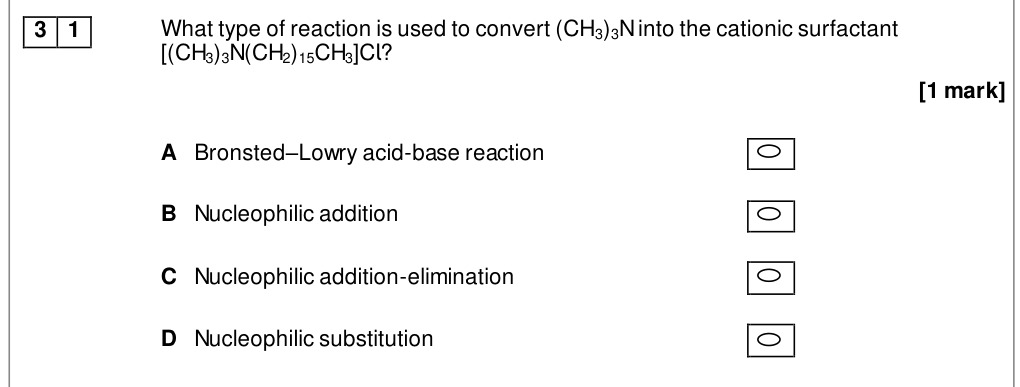 3 1 What type of reaction is used to convert (CH₃)₃N into the cationic surfactant
[(CH₃)₃N(CH₂)₁₅CH₃]Cl?
[1 mark]
A Bronsted–Lowry acid-base reaction
B Nucleophilic addition
C Nucleophilic addition-elimination
D Nucleophilic substitution